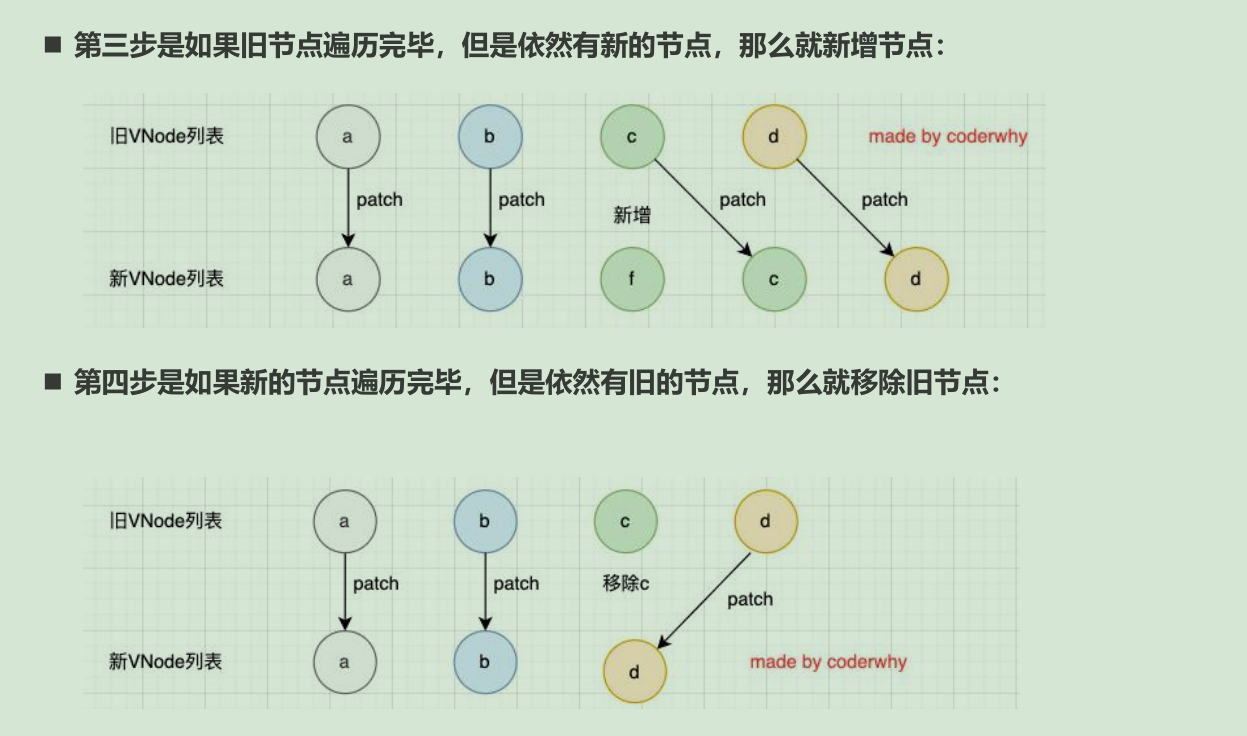 ■ 第三步是如果旧节点遍历完毕，但是依然有新的节点，那么就新增节点：
旧VNode列表 a b c d made by coderwhy
patch patch 新增 patch patch
新VNode列表 a b f c d
■ 第四步是如果新的节点遍历完毕，但是依然有旧的节点，那么就移除旧节点：
旧VNode列表 a b c d
patch patch 移除c patch
新VNode列表 a b d made by coderwhy